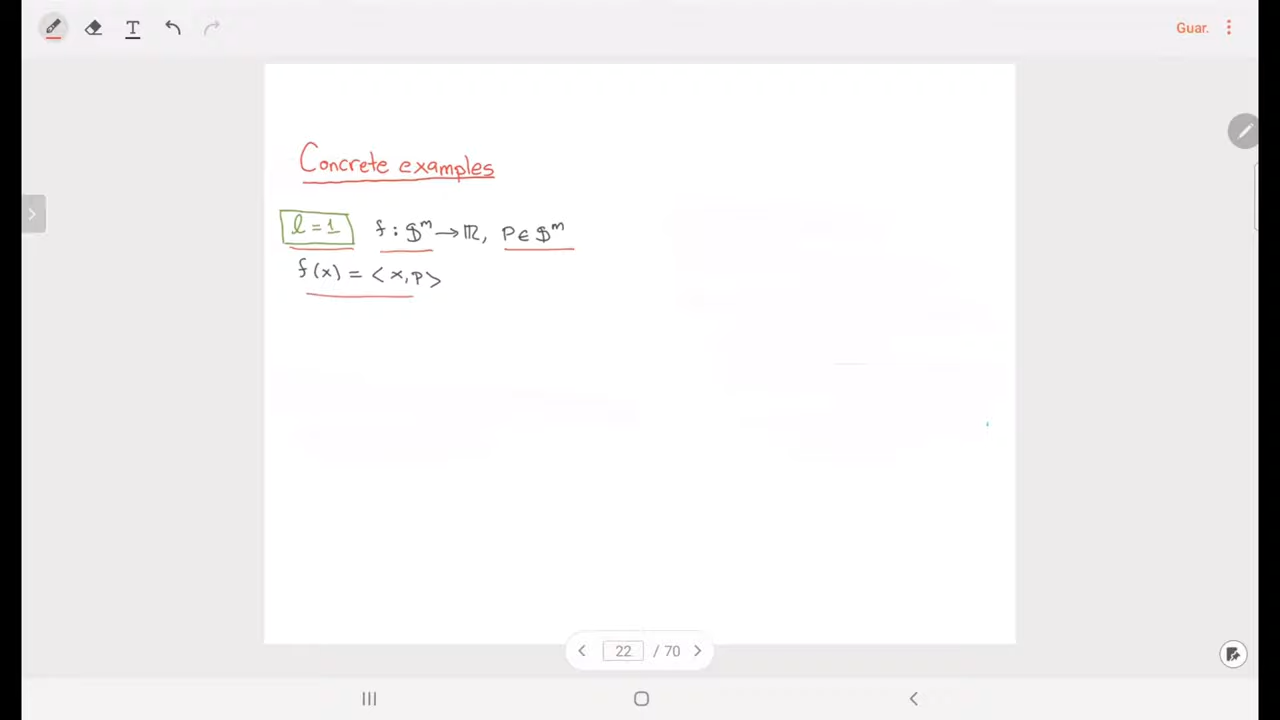 T
Guar.
Concrete examples
l = 1 f : $^m → ℝ, p ∈ $^m
f(x) = < x, p >
22 / 70